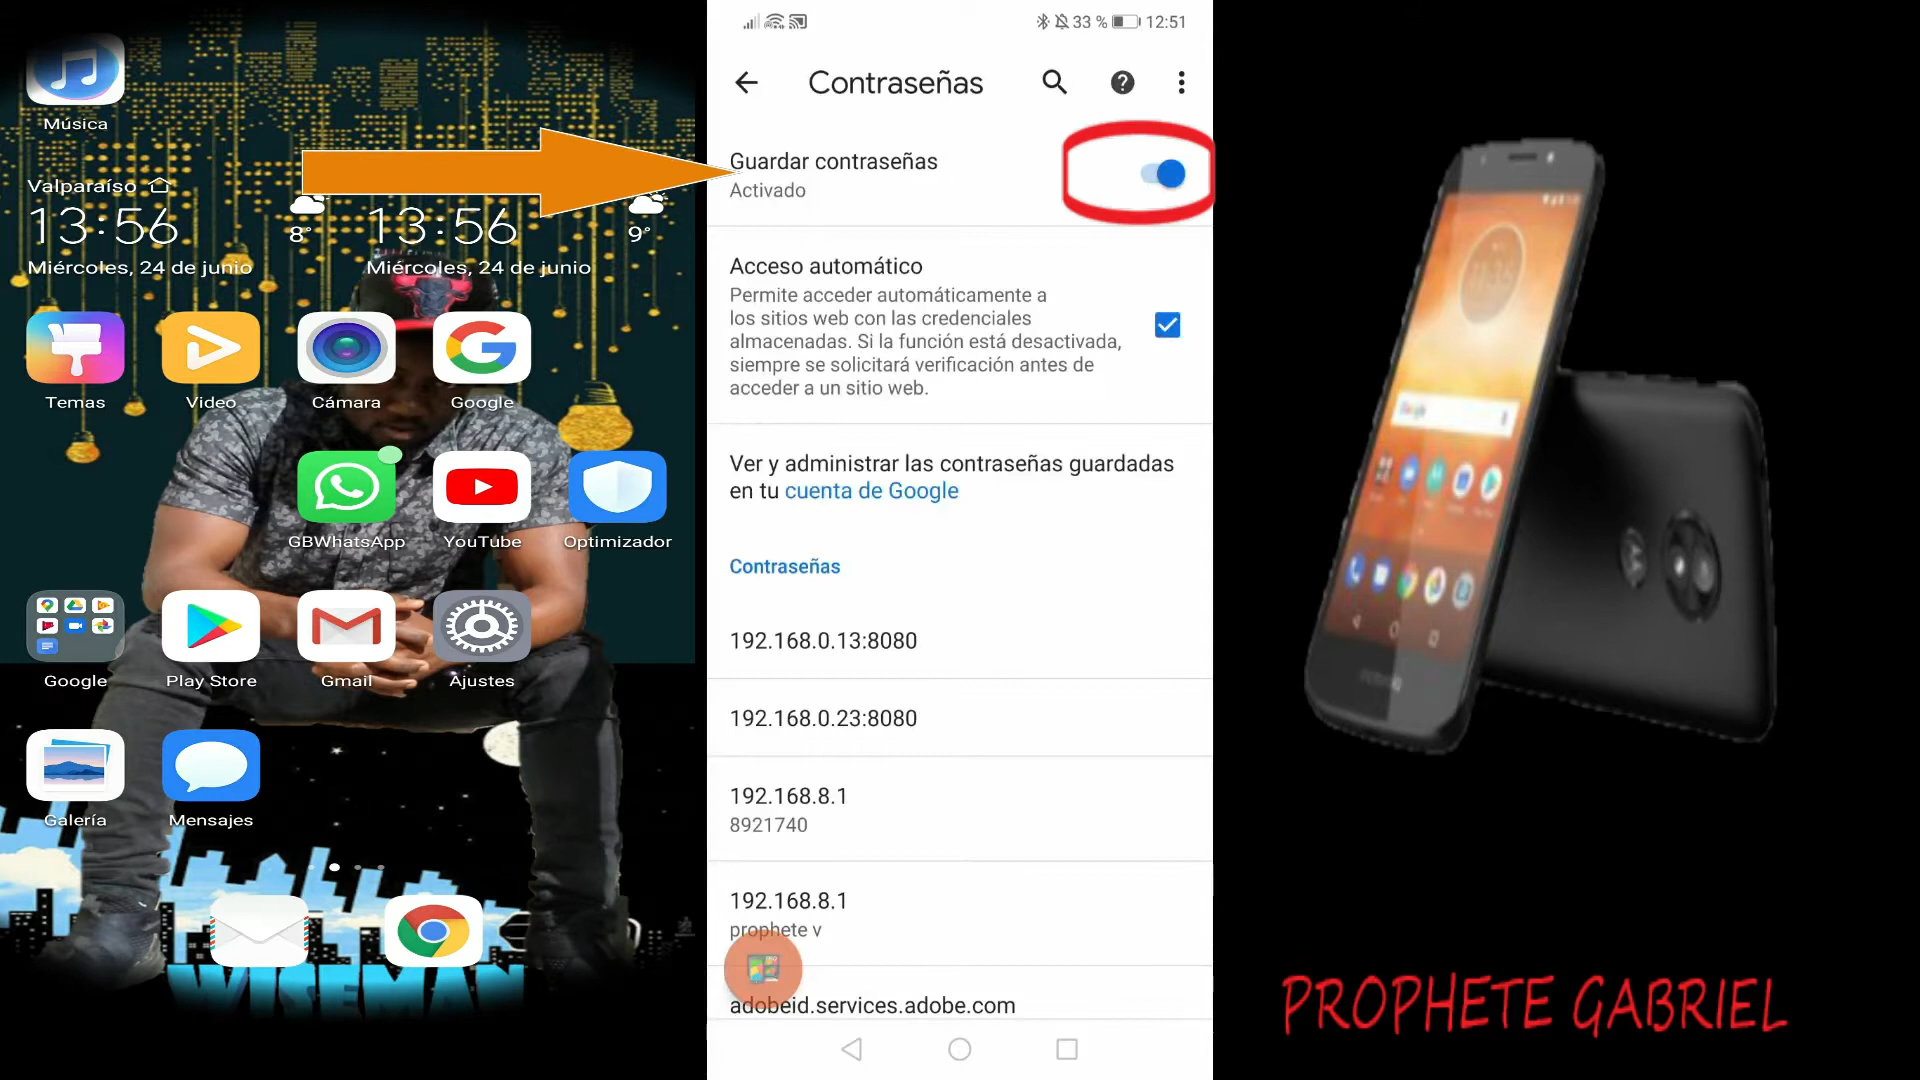 Música
Valparaíso
13:56
8°
13:56
9°
Miércoles, 24 de junio
Miércoles, 24 de junio
Temas
Video
Cámara
Google
GBWhatsApp
YouTube
Optimizador
Google
Play Store
Gmail
Ajustes
Galería
Mensajes
WISEMAN
33 %
12:51
Contraseñas
Guardar contraseñas
Activado
Acceso automático
Permite acceder automáticamente a
los sitios web con las credenciales
almacenadas. Si la función está desactivada,
siempre se solicitará verificación antes de
acceder a un sitio web.
Ver y administrar las contraseñas guardadas
en tu cuenta de Google
Contraseñas
192.168.0.13:8080
192.168.0.23:8080
192.168.8.1
8921740
192.168.8.1
prophete v
adobeid.services.adobe.com
11:35
Google
PROPHETE GABRIEL